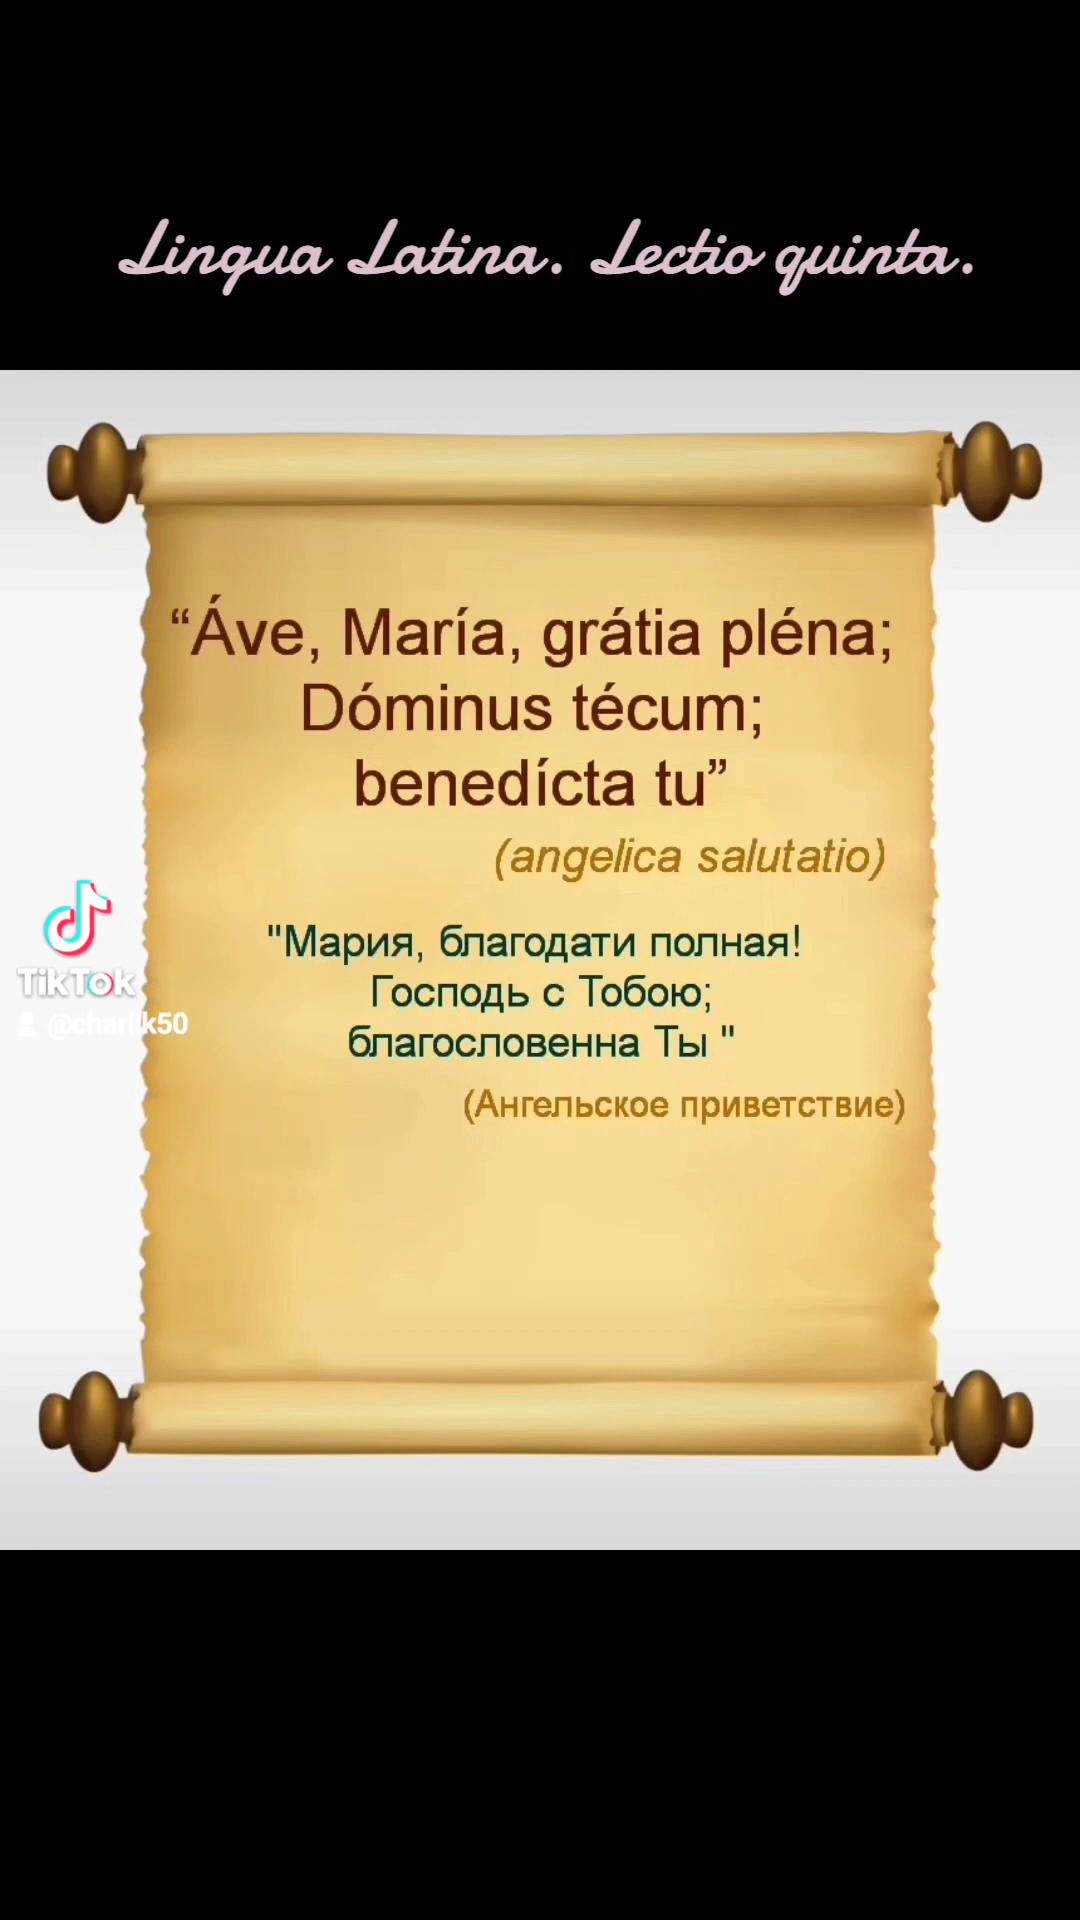 Lingua Latina. Lectio quinta.
“Áve, María, grátia pléna;
Dóminus técum;
benedícta tu”
(angelica salutatio)
"Мария, благодати полная!
Господь с Тобою;
благословенна Ты "
(Ангельское приветствие)
TikTok
@charlik50